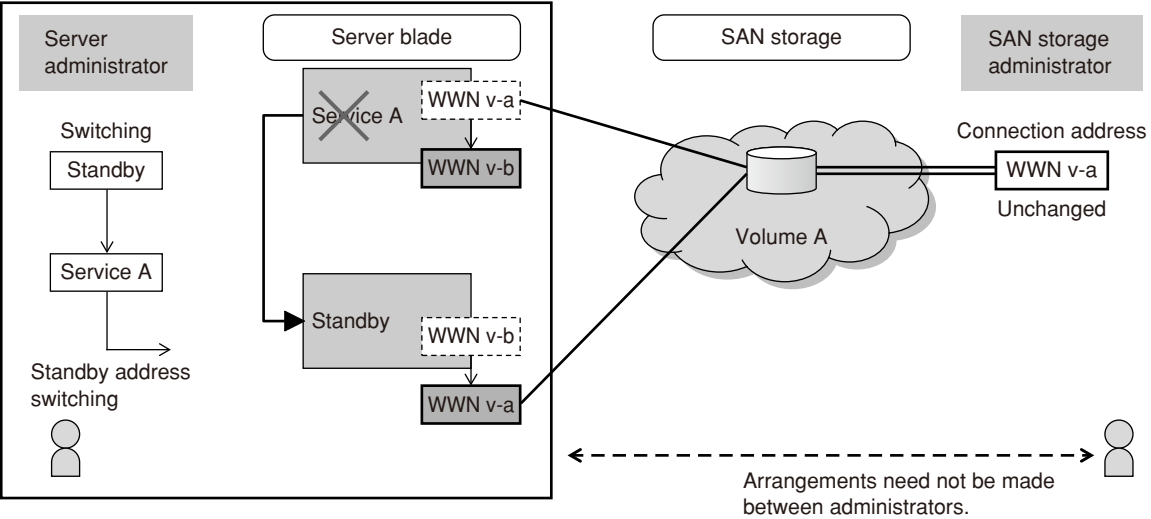 Server
administrator
Switching
Standby
Service A
Standby address
switching
Server blade
Service A
WWN v-a
WWN v-b
Standby
WWN v-b
WWN v-a
SAN storage
Volume A
SAN storage
administrator
Connection address
WWN v-a
Unchanged
Arrangements need not be made
between administrators.